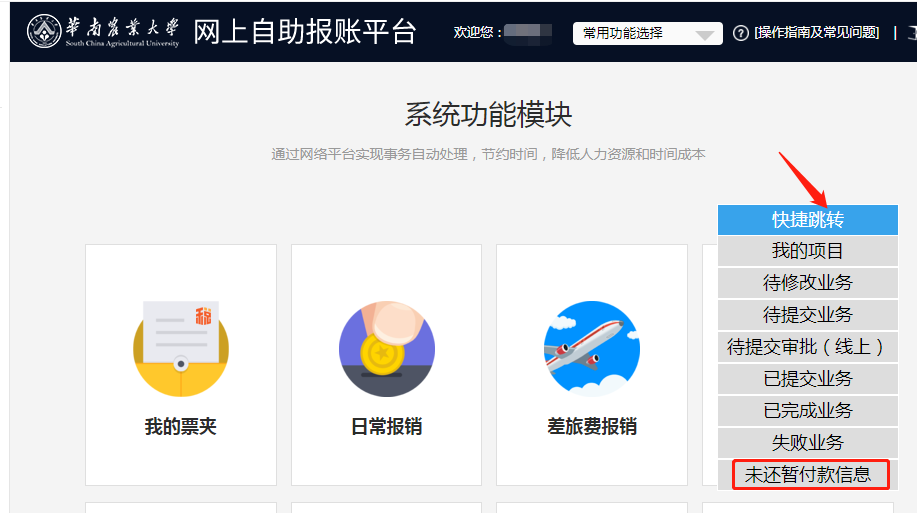 華南農業大學
South China Agricultural University
网上自助报账平台
欢迎您：
常用功能选择
? [操作指南及常见问题] |
系统功能模块
通过网络平台实现事务自动处理，节约时间，降低人力资源和时间成本
快捷跳转
我的项目
待修改业务
待提交业务
待提交审批（线上）
已提交业务
已完成业务
失败业务
未还暂付款信息
税
我的票夹
日常报销
差旅费报销